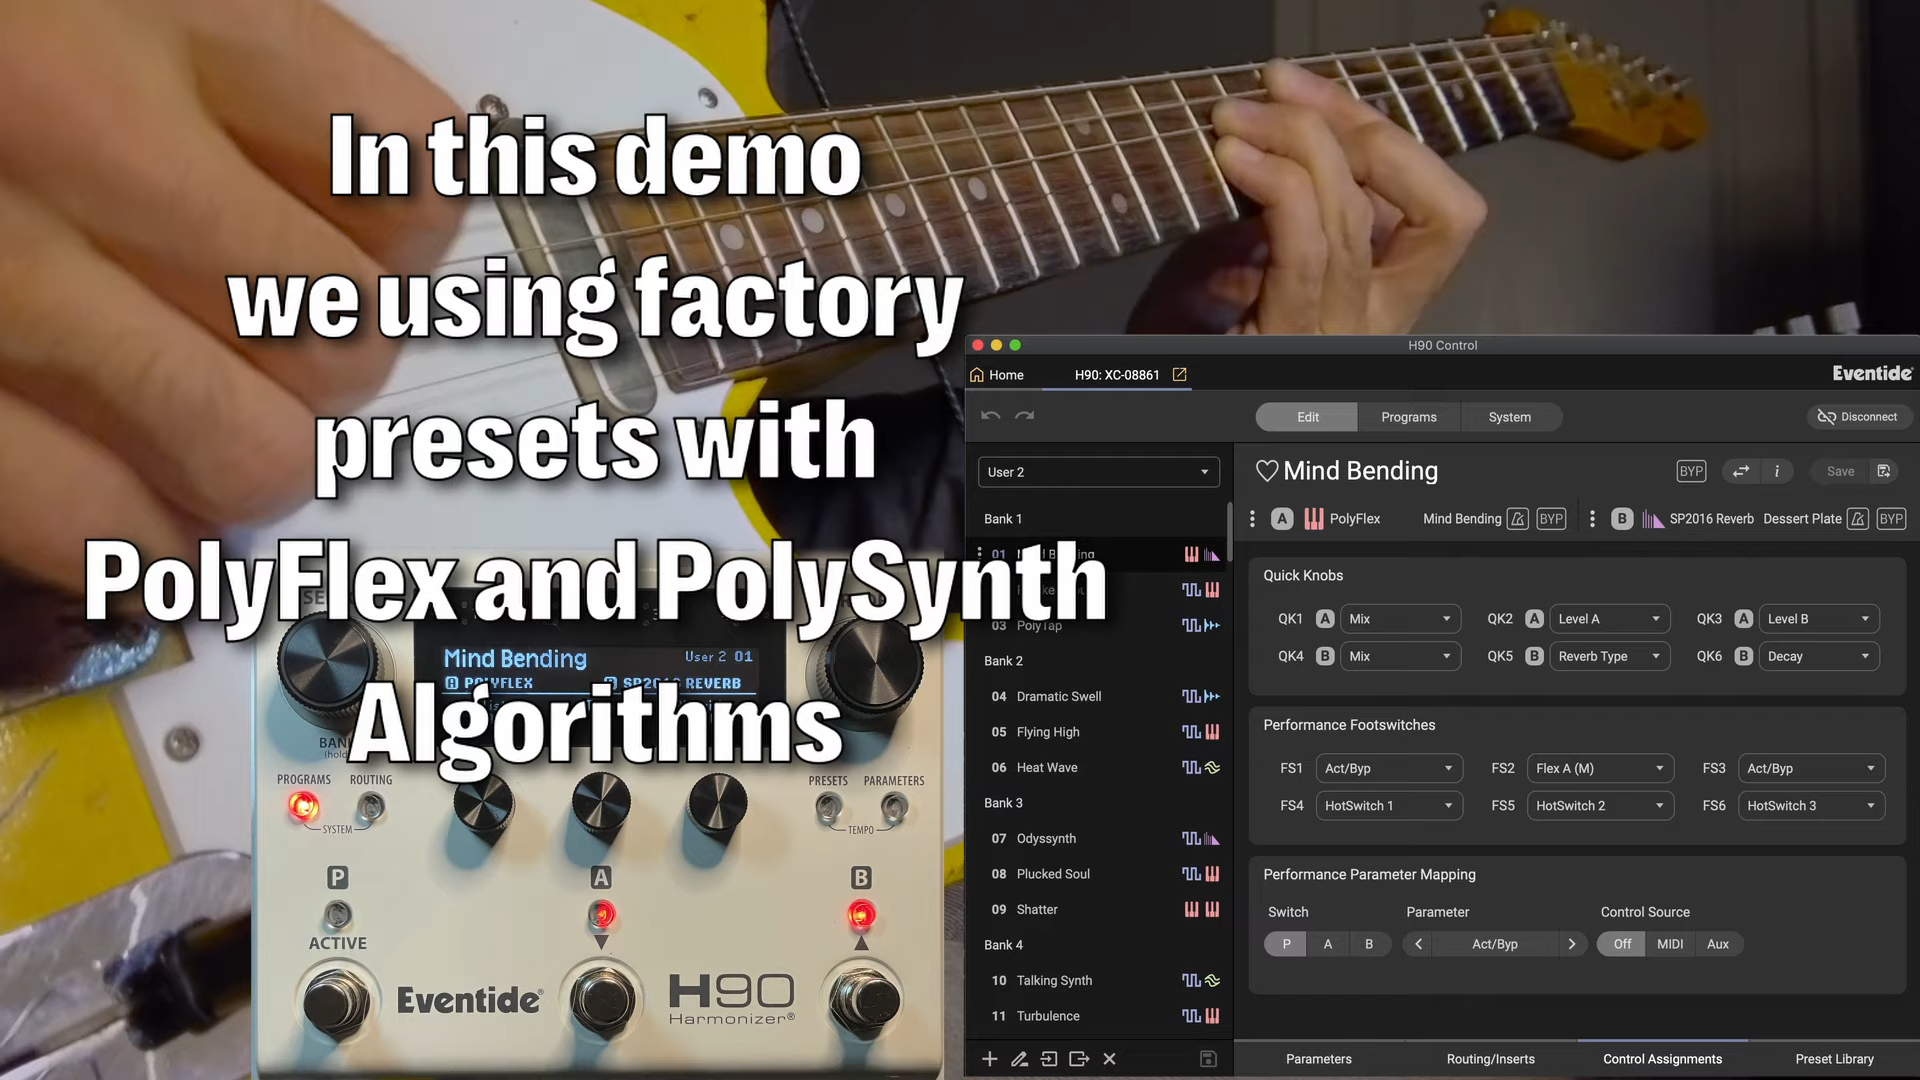 In this demo
we using factory
presets with
PolyFlex and PolySynth
Algorithms
H90 Control
Home
H90: XC-08861
Eventide
Edit
Programs
System
Disconnect
User 2
Bank 1
01
03 PolyTap
Bank 2
04 Dramatic Swell
05 Flying High
06 Heat Wave
Bank 3
07 Odyssynth
08 Plucked Soul
09 Shatter
Bank 4
10 Talking Synth
11 Turbulence
Mind Bending
BYP
i
Save
A PolyFlex Mind Bending BYP
B SP2016 Reverb Dessert Plate BYP
Quick Knobs
QK1 A Mix QK2 A Level A QK3 A Level B
QK4 B Mix QK5 B Reverb Type QK6 B Decay
Performance Footswitches
FS1 Act/Byp FS2 Flex A (M) FS3 Act/Byp
FS4 HotSwitch 1 FS5 HotSwitch 2 FS6 HotSwitch 3
Performance Parameter Mapping
Switch Parameter Control Source
P A B Act/Byp Off MIDI Aux
Parameters Routing/Inserts Control Assignments Preset Library
Mind Bending User 2 01
A POLYFLEX REVERB
PROGRAMS ROUTING PRESETS PARAMETERS
SYSTEM TEMPO
P A B
ACTIVE
Eventide® H90
Harmonizer®